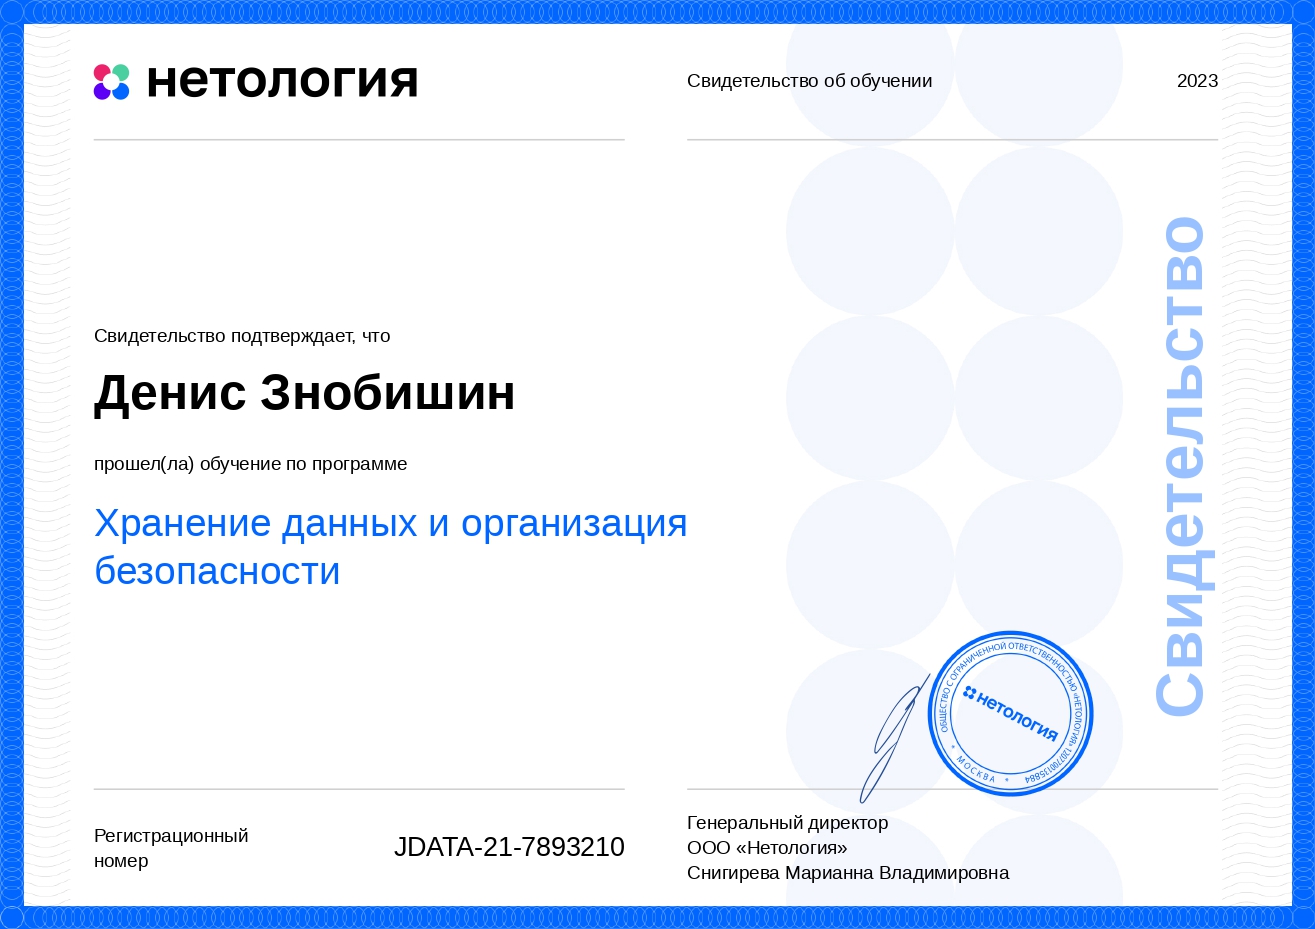 нетология
Свидетельство об обучении
2023
Свидетельство подтверждает, что
Денис Знобишин
прошел(ла) обучение по программе
Хранение данных и организация
безопасности
Свидетельство
ОБЩЕСТВО С ОГРАНИЧЕННОЙ ОТВЕТСТВЕННОСТЬЮ «НЕТОЛОГИЯ» 1207700135884
* МОСКВА *
нетология
Регистрационный
номер
JDATA-21-7893210
Генеральный директор
ООО «Нетология»
Снигирева Марианна Владимировна